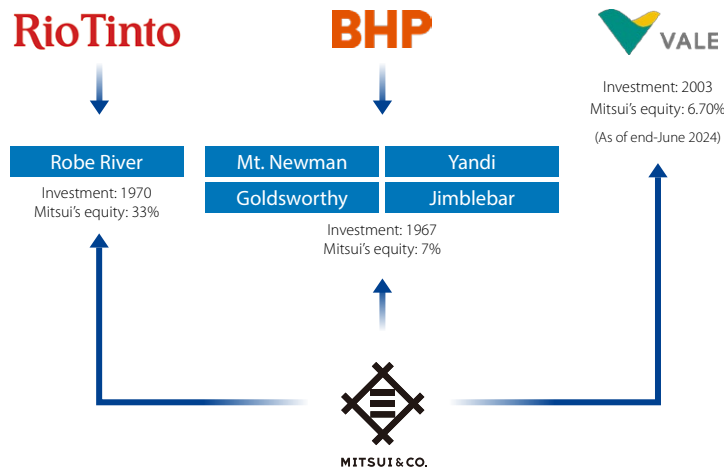 RioTinto
BHP
VALE
Robe River
Investment: 1970
Mitsui's equity: 33%
Mt. Newman
Yandi
Goldsworthy
Jimblebar
Investment: 1967
Mitsui's equity: 7%
Investment: 2003
Mitsui's equity: 6.70%
(As of end-June 2024)
MITSUI & CO.